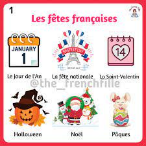 1
Les fêtes françaises
JANUARY
1
14
Le jour de l'An
La fête nationale
La Saint-Valentin
@the_frenchville
Halloween
Noël
Pâques